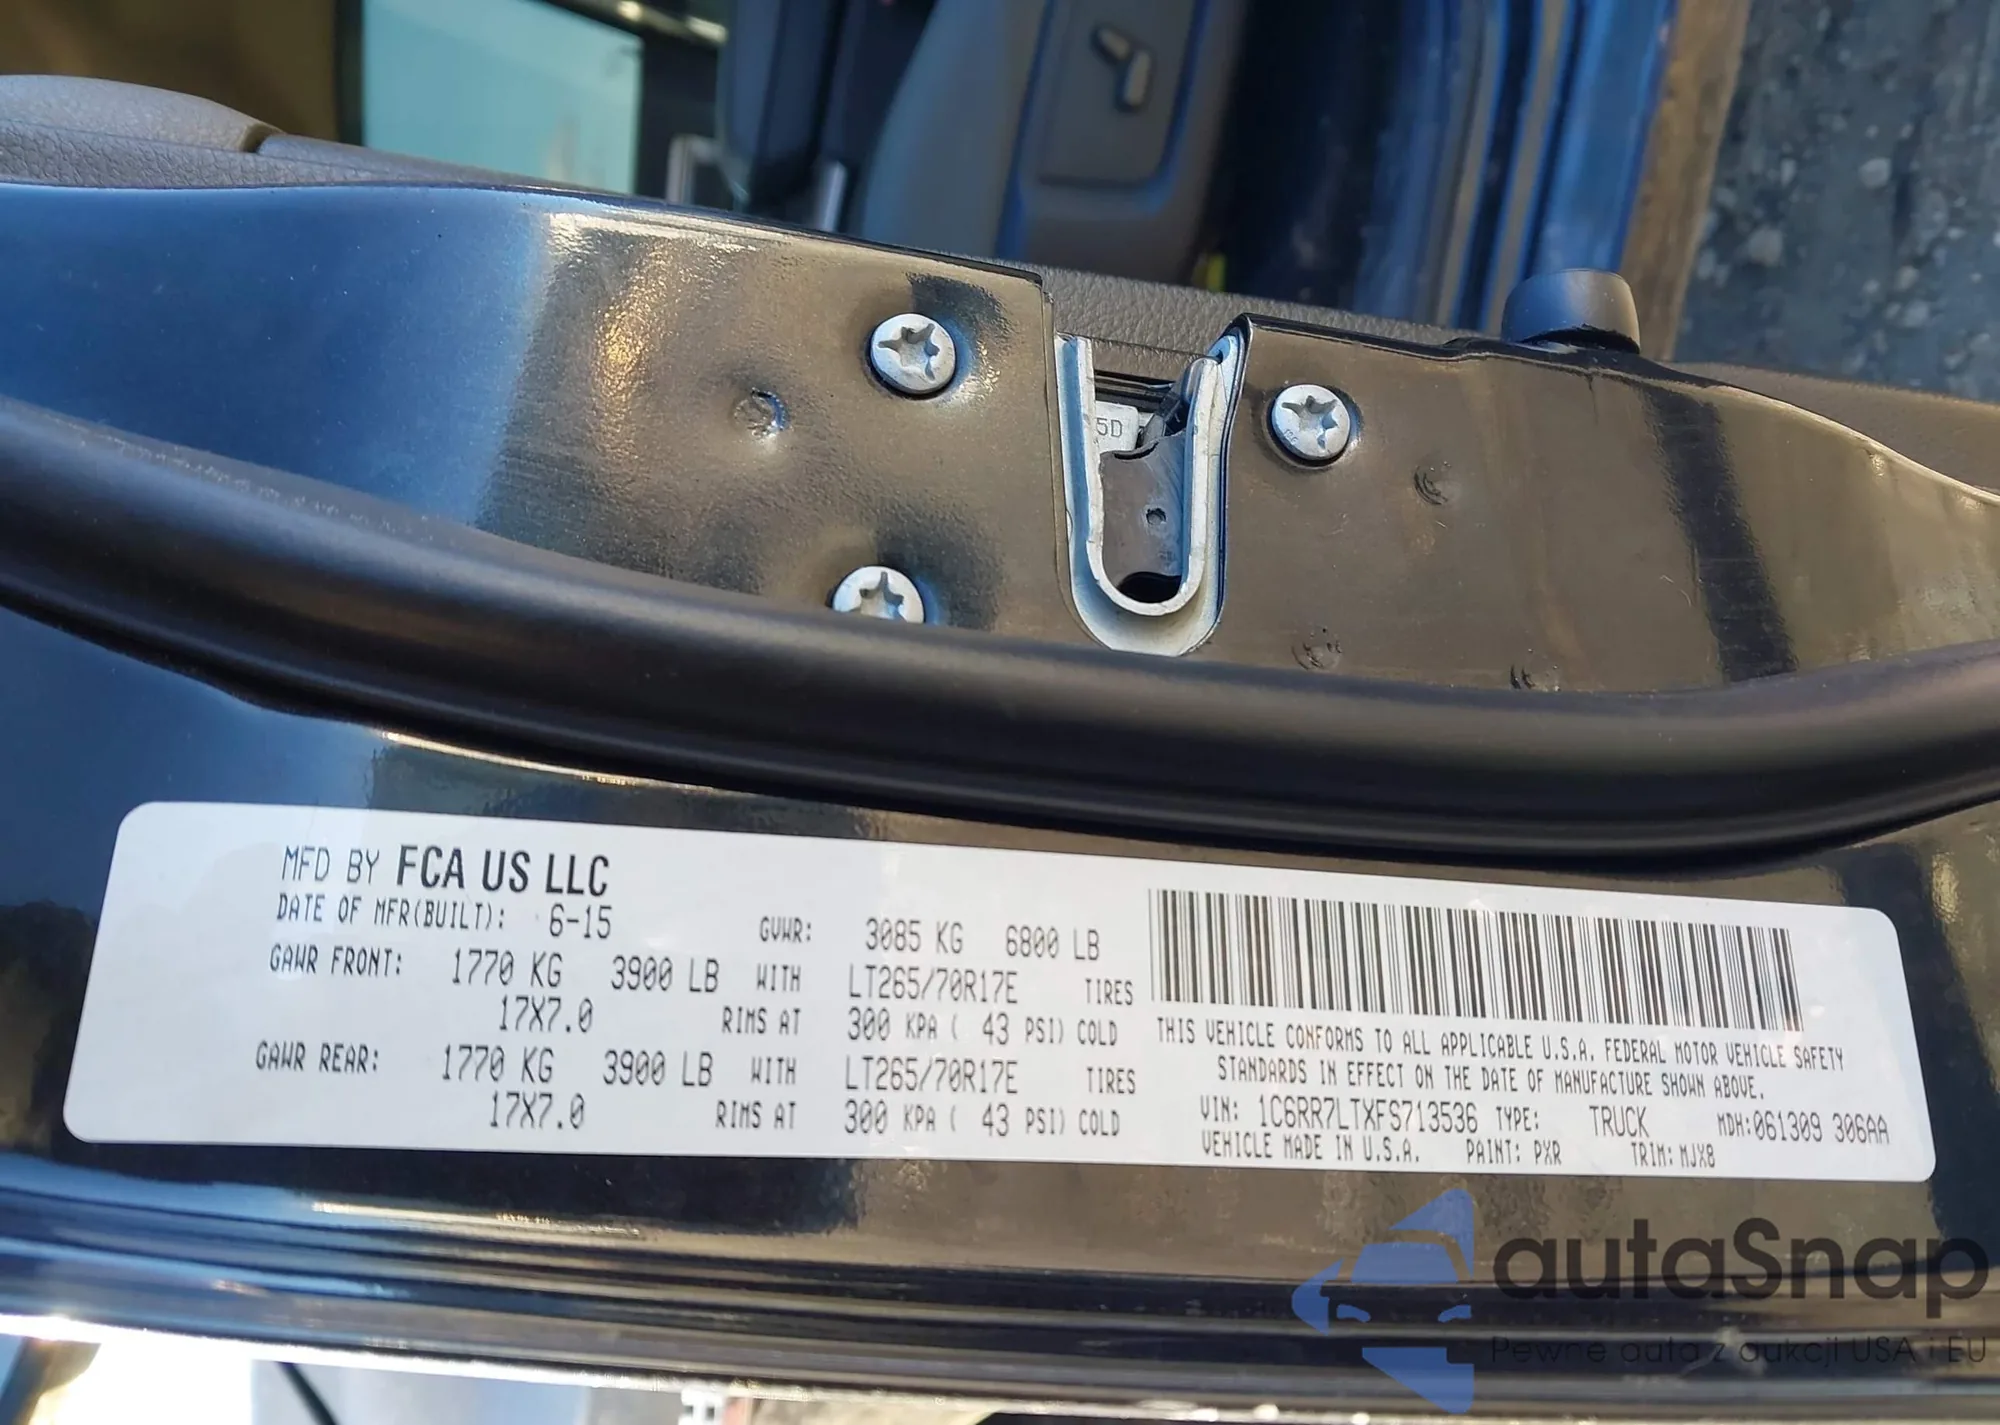 5D
MFD BY FCA US LLC
DATE OF MFR(BUILT): 6-15 GVWR: 3085 KG 6800 LB
GAWR FRONT: 1770 KG 3900 LB WITH LT265/70R17E TIRES
17X7.0 RIMS AT 300 KPA ( 43 PSI) COLD
GAWR REAR: 1770 KG 3900 LB WITH LT265/70R17E TIRES
17X7.0 RIMS AT 300 KPA ( 43 PSI) COLD
THIS VEHICLE CONFORMS TO ALL APPLICABLE U.S.A. FEDERAL MOTOR VEHICLE SAFETY
STANDARDS IN EFFECT ON THE DATE OF MANUFACTURE SHOWN ABOVE.
VIN: 1C6RR7LTXFS713536 TYPE: TRUCK MDH:061309 306AA
VEHICLE MADE IN U.S.A. PAINT: PXR TRIM: MJX8
autaSnap
Pewne auta z aukcji USA i EU